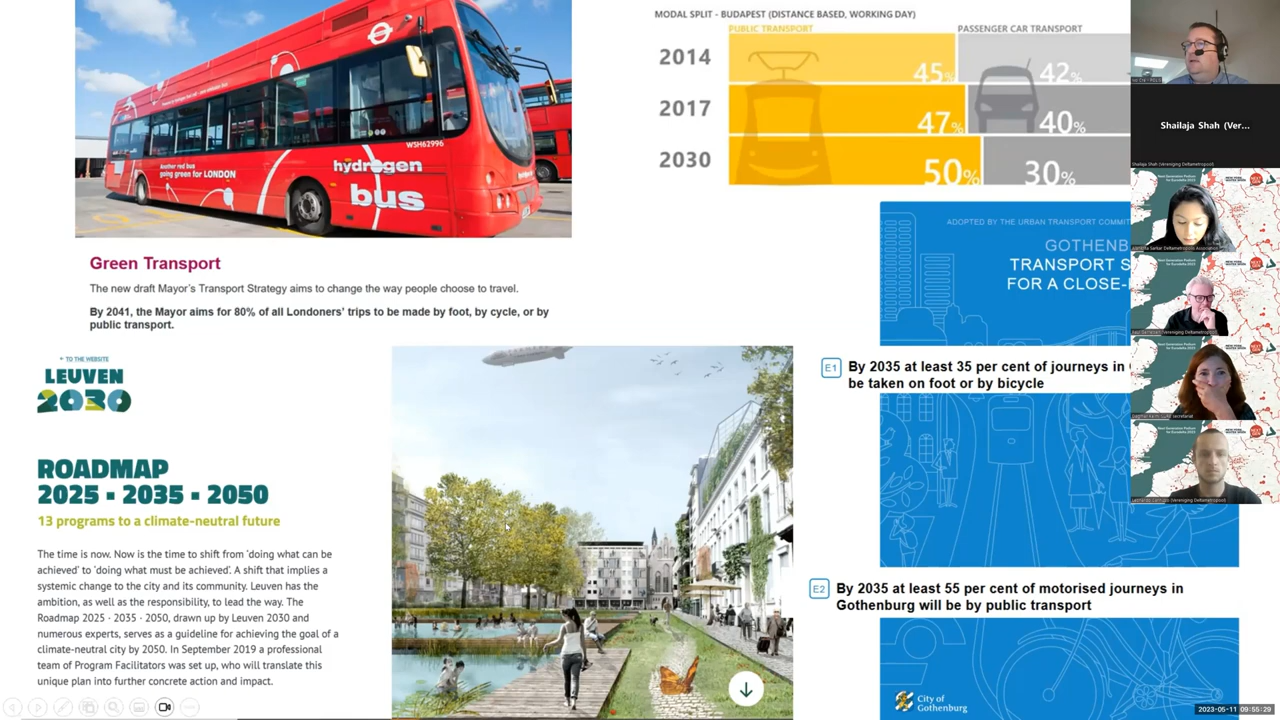 Another red bus
going green for LONDON
WSH62996
hydrogen
bus
Green Transport
The new draft Mayor's Transport Strategy aims to change the way people choose to travel.
By 2041, the Mayor aims for 80% of all Londoners' trips to be made by foot, by cycle, or by
public transport.
MODAL SPLIT - BUDAPEST (DISTANCE BASED, WORKING DAY)
PUBLIC TRANSPORT
PASSENGER CAR TRANSPORT
2014
45%
42%
2017
47%
40%
2030
50%
30%
ADOPTED BY THE URBAN TRANSPORT COMMIT
GOTHENB
TRANSPORT S
FOR A CLOSE-
E1 By 2035 at least 35 per cent of journeys in
be taken on foot or by bicycle
E2 By 2035 at least 55 per cent of motorised journeys in
Gothenburg will be by public transport
City of
Gothenburg
TO THE WEBSITE
LEUVEN
2030
ROADMAP
2025 ▪ 2035 ▪ 2050
13 programs to a climate-neutral future
The time is now. Now is the time to shift from 'doing what can be
achieved' to 'doing what must be achieved'. A shift that implies a
systemic change to the city and its community. Leuven has the
ambition, as well as the responsibility, to lead the way. The
Roadmap 2025 · 2035 · 2050, drawn up by Leuven 2030 and
numerous experts, serves as a guideline for achieving the goal of a
climate-neutral city by 2050. In September 2019 a professional
team of Program Facilitators was set up, who will translate this
unique plan into further concrete action and impact.
Shailaja Shah (Ver...
Shailaja Shah (Vereniging Deltametropool)
2023-05-11 09:55:29